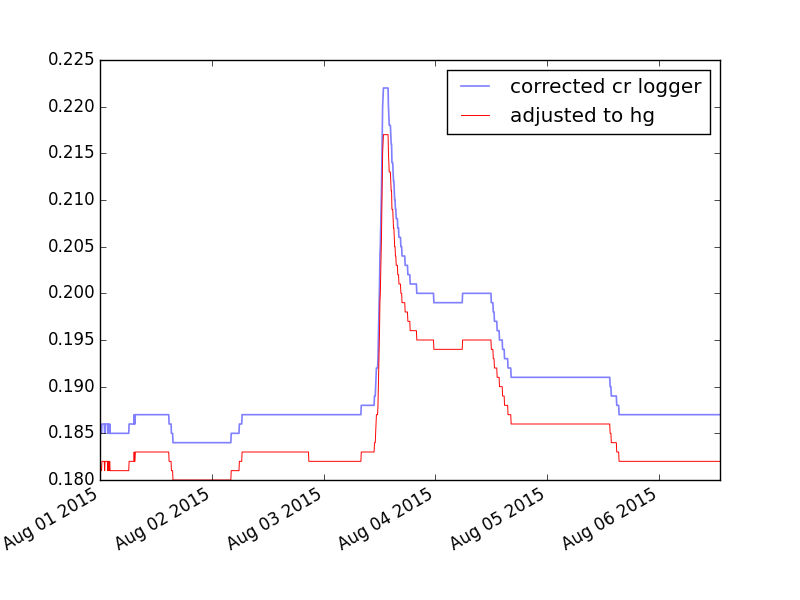 0.225
0.220
0.215
0.210
0.205
0.200
0.195
0.190
0.185
0.180
corrected cr logger
adjusted to hg
Aug 01 2015
Aug 02 2015
Aug 03 2015
Aug 04 2015
Aug 05 2015
Aug 06 2015